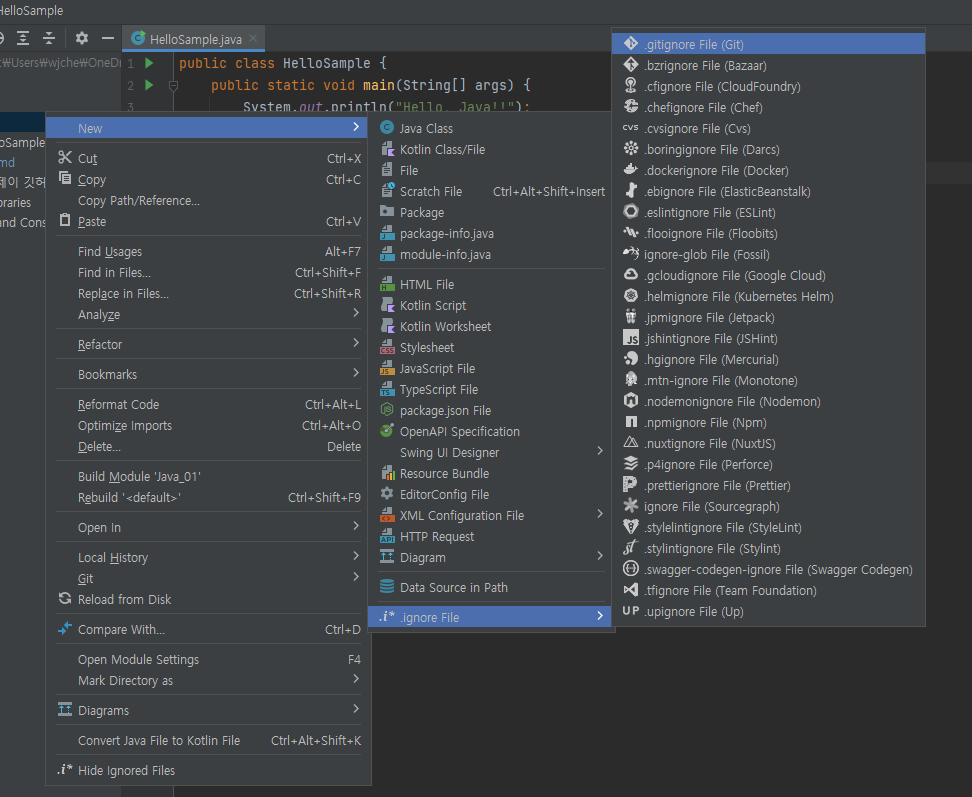 HelloSample
HelloSample.java
₩Users₩wjche₩OneDr
1 public class HelloSample {
2 public static void main(String[] args) {
3 System.out.println("Hello, Java!!");
New
Cut Ctrl+X
Copy Ctrl+C
Copy Path/Reference...
Paste Ctrl+V
Find Usages Alt+F7
Find in Files... Ctrl+Shift+F
Replace in Files... Ctrl+Shift+R
Analyze
Refactor
Bookmarks
Reformat Code Ctrl+Alt+L
Optimize Imports Ctrl+Alt+O
Delete... Delete
Build Module 'Java_01'
Rebuild '<default>' Ctrl+Shift+F9
Open In
Local History
Git
Reload from Disk
Compare With... Ctrl+D
Open Module Settings F4
Mark Directory as
Diagrams
Convert Java File to Kotlin File Ctrl+Alt+Shift+K
.i* Hide Ignored Files
Java Class
Kotlin Class/File
File
Scratch File Ctrl+Alt+Shift+Insert
Package
package-info.java
module-info.java
HTML File
Kotlin Script
Kotlin Worksheet
CSS Stylesheet
JS JavaScript File
TS TypeScript File
package.json File
OpenAPI Specification
Swing UI Designer
Resource Bundle
EditorConfig File
XML Configuration File
API HTTP Request
Diagram
Data Source in Path
.i* .ignore File
.gitignore File (Git)
.bzrignore File (Bazaar)
.cfignore File (CloudFoundry)
.chefignore File (Chef)
CVS .cvsignore File (Cvs)
.boringignore File (Darcs)
.dockerignore File (Docker)
.ebignore File (ElasticBeanstalk)
.eslintignore File (ESLint)
.flooignore File (Floobits)
ignore-glob File (Fossil)
.gcloudignore File (Google Cloud)
.helmignore File (Kubernetes Helm)
.jpmignore File (Jetpack)
JS .jshintignore File (JSHint)
.hgignore File (Mercurial)
.mtn-ignore File (Monotone)
.nodemonignore File (Nodemon)
.npmignore File (Npm)
.nuxtignore File (NuxtJS)
.p4ignore File (Perforce)
.prettierignore File (Prettier)
ignore File (Sourcegraph)
.stylelintignore File (StyleLint)
.stylintignore File (Stylint)
.swagger-codegen-ignore File (Swagger Codegen)
.tfignore File (Team Foundation)
UP .upignore File (Up)
loSample
md
제이 깃허
raries
and Cons